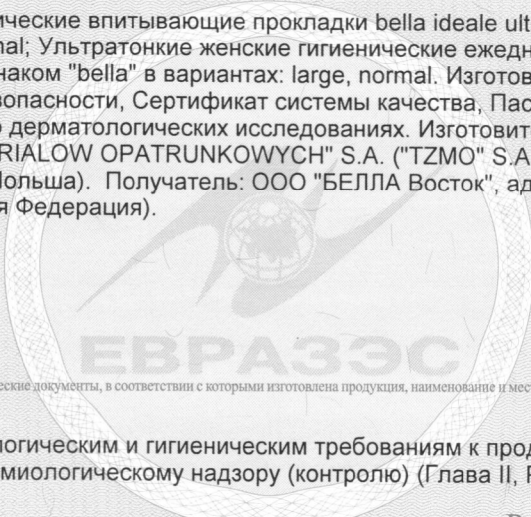 ические впитывающие прокладки bella ideale ult
nal; Ультратонкие женские гигиенические ежедн
наком "bella" в вариантах: large, normal. Изготов
зопасности, Сертификат системы качества, Пас
о дерматологических исследованиях. Изготовит
RIALOW OPATRUNKOWYCH" S.A. ("TZMO" S.A
Польша). Получатель: ООО "БЕЛЛА Восток", ад
я Федерация).
ЕВРАЗЭС
еские документы, в соответствии с которыми изготовлена продукция, наименование и мес
логическим и гигиеническим требованиям к прод
миологическому надзору (контролю) (Глава II, Р